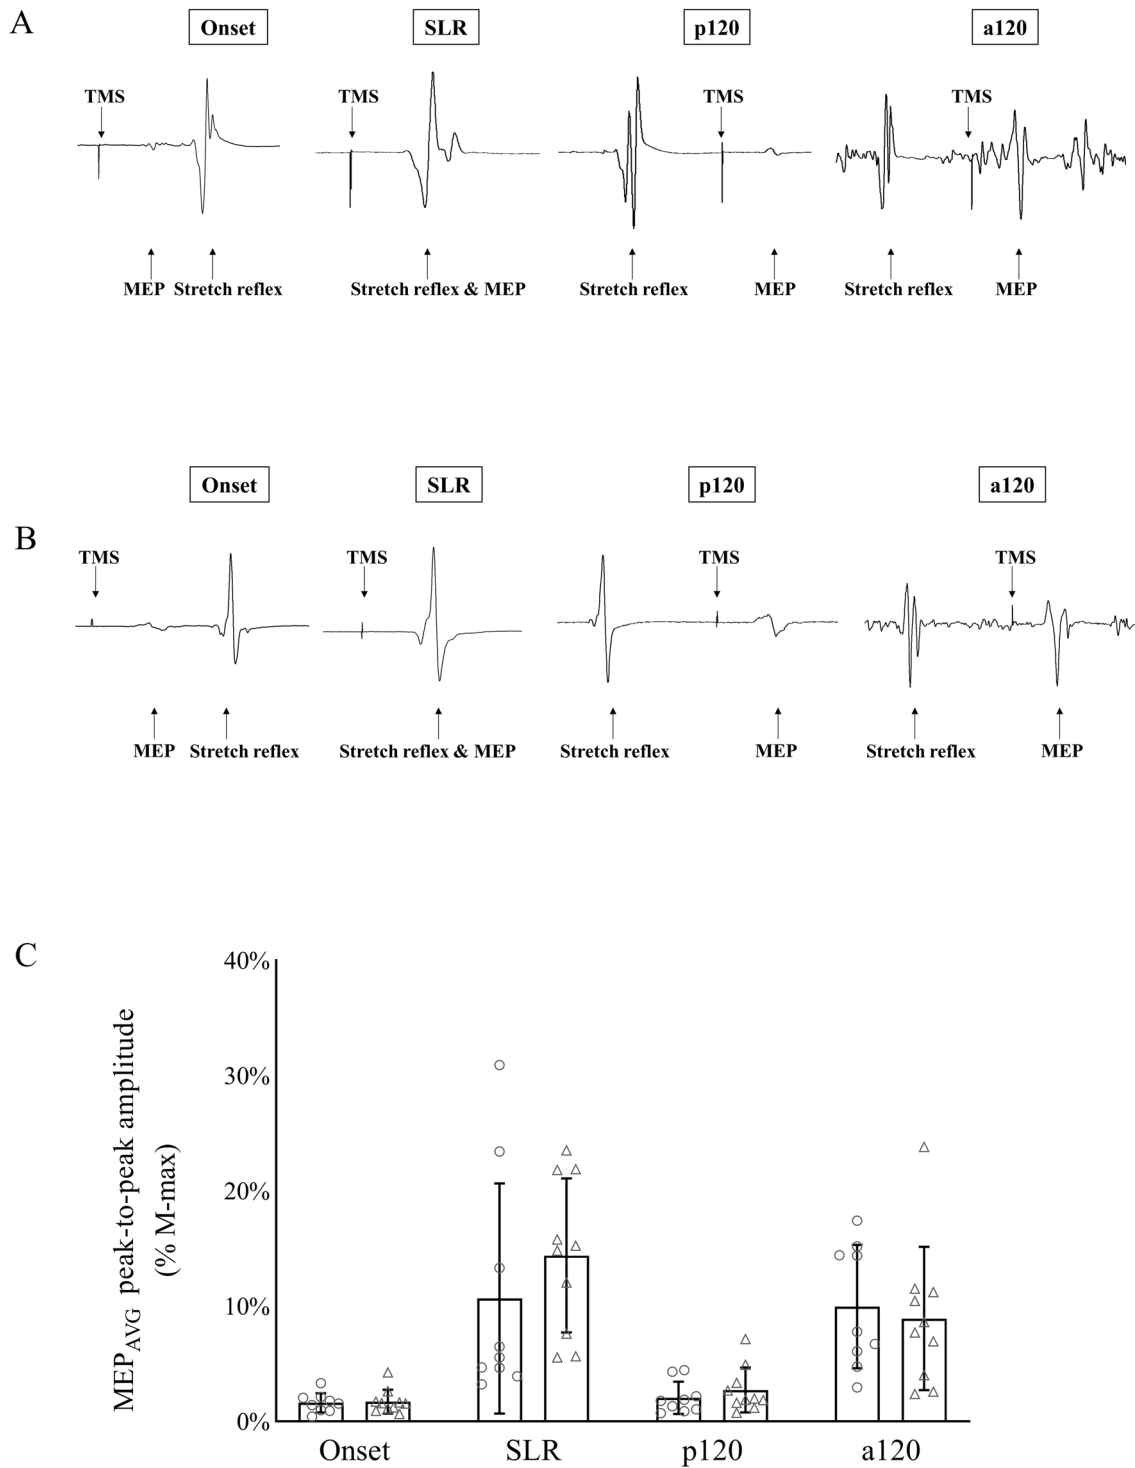 A
Onset
SLR
p120
a120
TMS
TMS
TMS
TMS
MEP
Stretch reflex
Stretch reflex & MEP
Stretch reflex
MEP
Stretch reflex
MEP
B
Onset
SLR
p120
a120
TMS
TMS
TMS
TMS
MEP
Stretch reflex
Stretch reflex & MEP
Stretch reflex
MEP
Stretch reflex
MEP
C
MEPAVG peak-to-peak amplitude
(% M-max)
40%
30%
20%
10%
0%
Onset
SLR
p120
a120